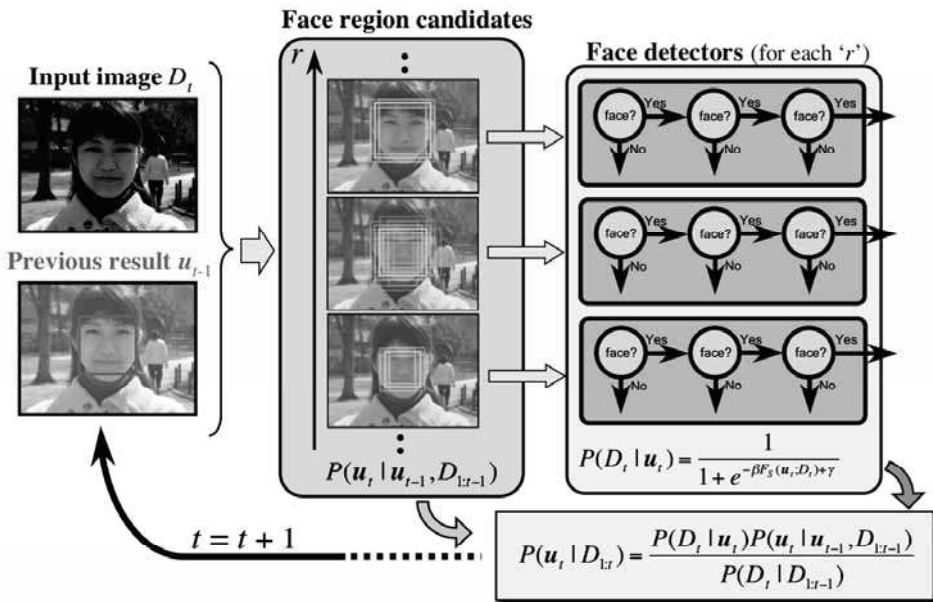 Face region candidates
Input image D_t
Previous result u_{t-1}
r
P(u_t | u_{t-1}, D_{1:t-1})
Face detectors (for each ‘r’)
face? Yes face? Yes face? Yes
No No No
face? Yes face? Yes face? Yes
No No No
face? Yes face? Yes face? Yes
No No No
P(D_t | u_t) = 1 / (1 + e^{-βF_S(u_t;D_t)+γ})
t = t + 1
P(u_t | D_{1:t}) = P(D_t | u_t)P(u_t | u_{t-1}, D_{1:t-1}) / P(D_t | D_{1:t-1})